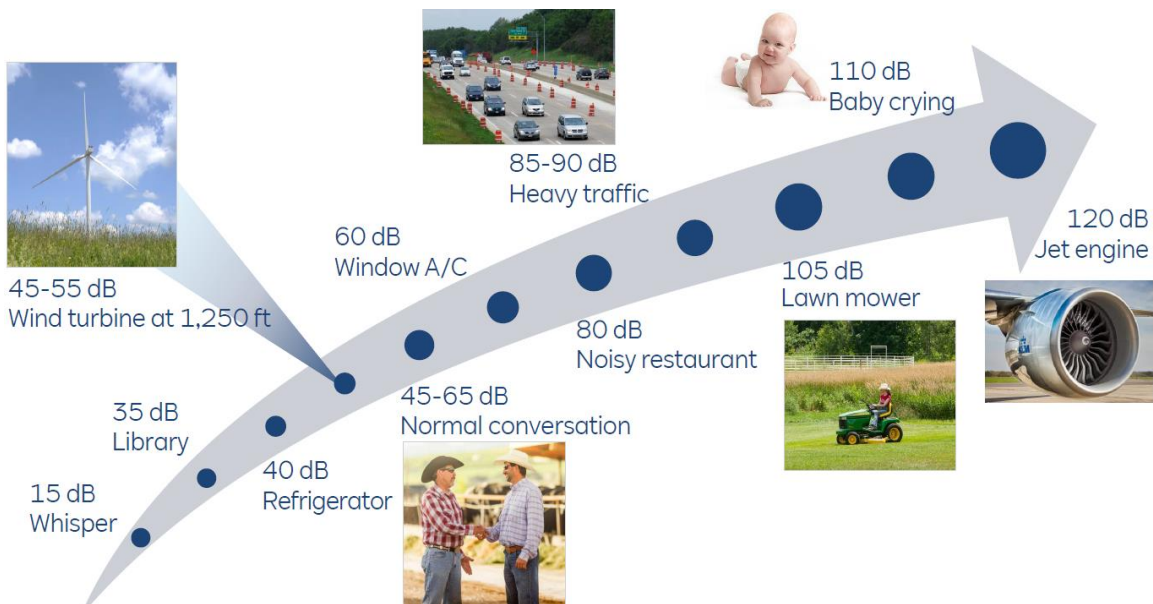 45-55 dB
Wind turbine at 1,250 ft
85-90 dB
Heavy traffic
110 dB
Baby crying
60 dB
Window A/C
120 dB
Jet engine
105 dB
Lawn mower
80 dB
Noisy restaurant
45-65 dB
Normal conversation
35 dB
Library
40 dB
Refrigerator
15 dB
Whisper